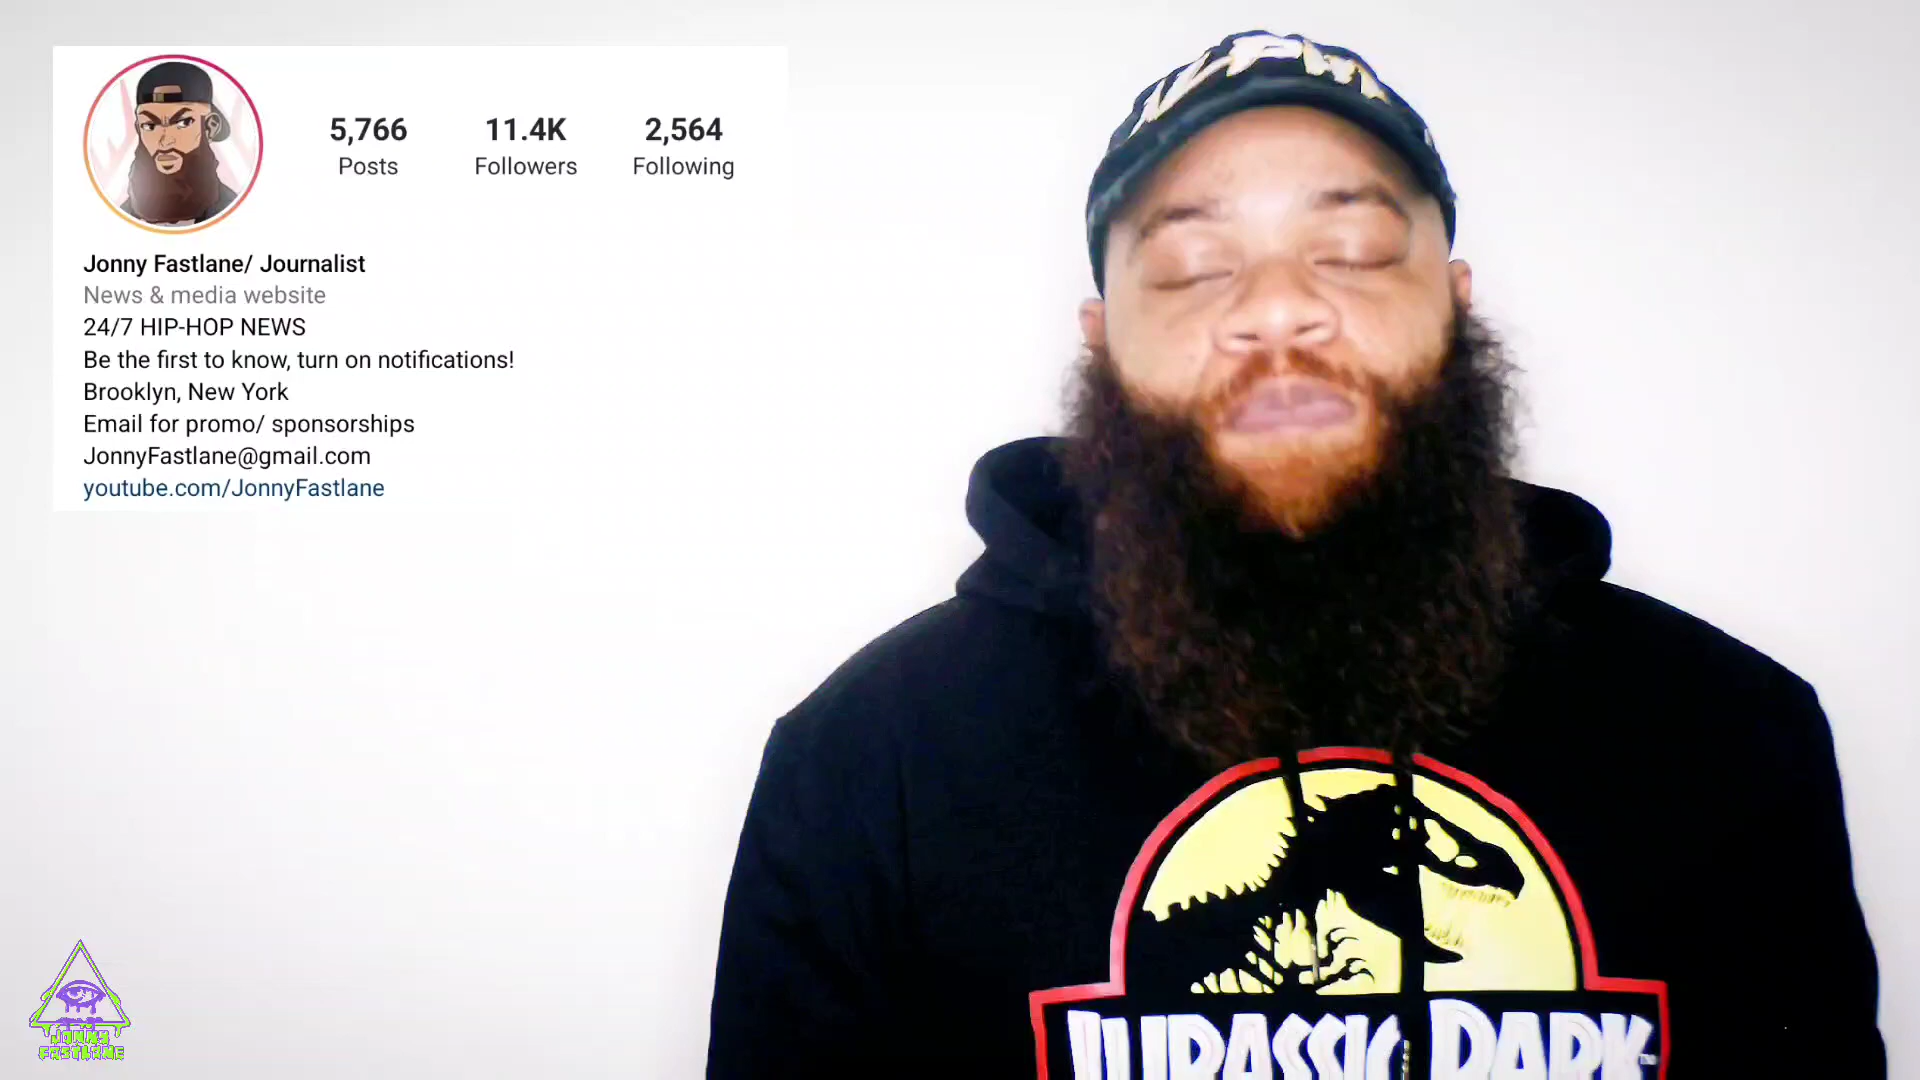 5,766 11.4K 2,564
Posts Followers Following
Jonny Fastlane/ Journalist
News & media website
24/7 HIP-HOP NEWS
Be the first to know, turn on notifications!
Brooklyn, New York
Email for promo/ sponsorships
JonnyFastlane@gmail.com
youtube.com/JonnyFastlane
JURASSIC PARK
JONNY
FASTLANE